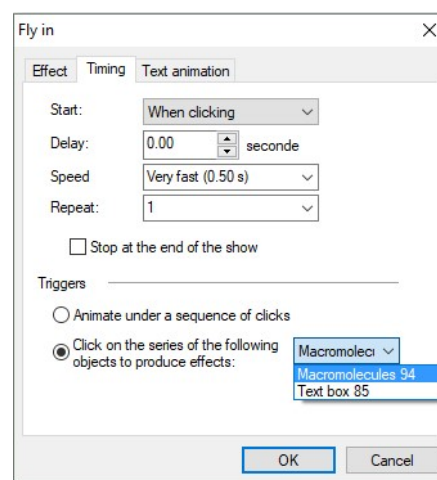 Fly in
Effect Timing Text animation
Start: When clicking
Delay: 0.00 seconde
Speed Very fast (0.50 s)
Repeat: 1
Stop at the end of the show
Triggers
Animate under a sequence of clicks
Click on the series of the following
objects to produce effects:
Macromolec
Macromolecules 94
Text box 85
OK Cancel